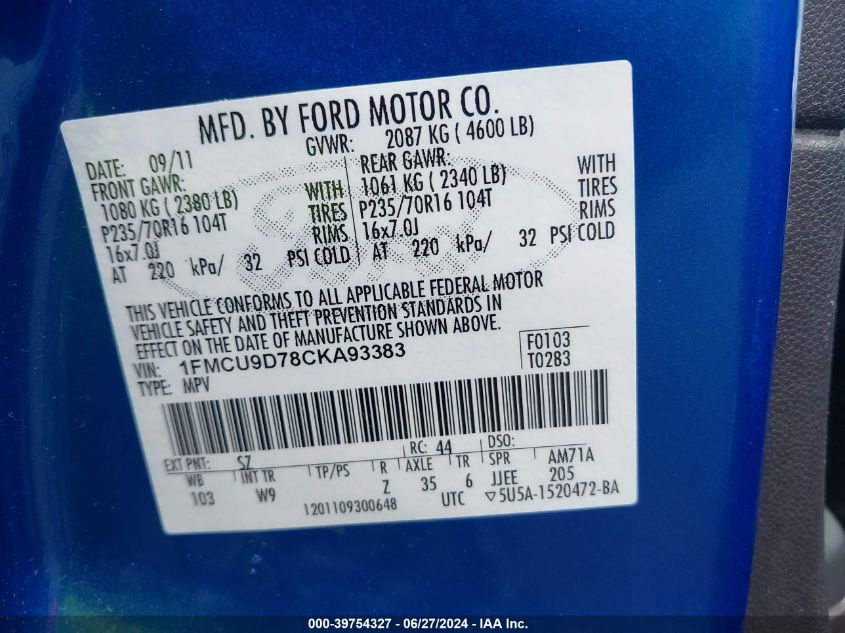 MFD. BY FORD MOTOR CO.
DATE: 09/11 GVWR: 2087 KG ( 4600 LB)
FRONT GAWR: REAR GAWR:
1080 KG ( 2380 LB) WITH 1061 KG ( 2340 LB) WITH
P235/70R16 104T TIRES P235/70R16 104T TIRES
16x7.0J RIMS 16x7.0J RIMS
AT 220 kPa/ 32 PSI COLD AT 220 kPa/ 32 PSI COLD
THIS VEHICLE CONFORMS TO ALL APPLICABLE FEDERAL MOTOR
VEHICLE SAFETY AND THEFT PREVENTION STANDARDS IN
EFFECT ON THE DATE OF MANUFACTURE SHOWN ABOVE.
VIN: 1FMCU9D78CKA93383 F0103
TYPE: MPV T0283
EXT PNT: SZ RC: 44 DSO:
WB INT TR TP/PS R AXLE TR SPR AM71A
103 W9 Z 35 6 JJEE 205
1201109300648 UTC ▽5U5A-1520472-BA
000-39754327 - 06/27/2024 - IAA Inc.